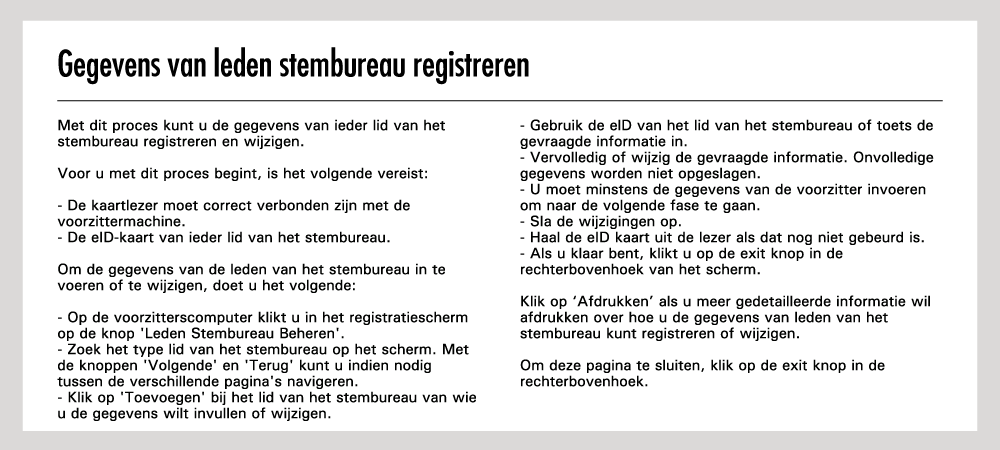 Gegevens van leden stembureau registreren
Met dit proces kunt u de gegevens van ieder lid van het
stembureau registreren en wijzigen.
Voor u met dit proces begint, is het volgende vereist:
- De kaartlezer moet correct verbonden zijn met de
voorzittermachine.
- De eID-kaart van ieder lid van het stembureau.
Om de gegevens van de leden van het stembureau in te
voeren of te wijzigen, doet u het volgende:
- Op de voorzitterscomputer klikt u in het registratiescherm
op de knop 'Leden Stembureau Beheren'.
- Zoek het type lid van het stembureau op het scherm. Met
de knoppen 'Volgende' en 'Terug' kunt u indien nodig
tussen de verschillende pagina's navigeren.
- Klik op 'Toevoegen' bij het lid van het stembureau van wie
u de gegevens wilt invullen of wijzigen.
- Gebruik de eID van het lid van het stembureau of toets de
gevraagde informatie in.
- Vervolledig of wijzig de gevraagde informatie. Onvolledige
gegevens worden niet opgeslagen.
- U moet minstens de gegevens van de voorzitter invoeren
om naar de volgende fase te gaan.
- Sla de wijzigingen op.
- Haal de eID kaart uit de lezer als dat nog niet gebeurd is.
- Als u klaar bent, klikt u op de exit knop in de
rechterbovenhoek van het scherm.
Klik op ‘Afdrukken’ als u meer gedetailleerde informatie wil
afdrukken over hoe u de gegevens van leden van het
stembureau kunt registreren of wijzigen.
Om deze pagina te sluiten, klik op de exit knop in de
rechterbovenhoek.